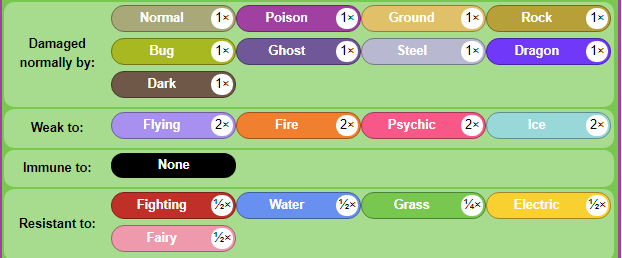 Damaged normally by:
Normal 1× Poison 1× Ground 1× Rock 1×
Bug 1× Ghost 1× Steel 1× Dragon 1×
Dark 1×
Weak to: Flying 2× Fire 2× Psychic 2× Ice 2×
Immune to: None
Resistant to:
Fighting ½× Water ½× Grass ¼× Electric ½×
Fairy ½×